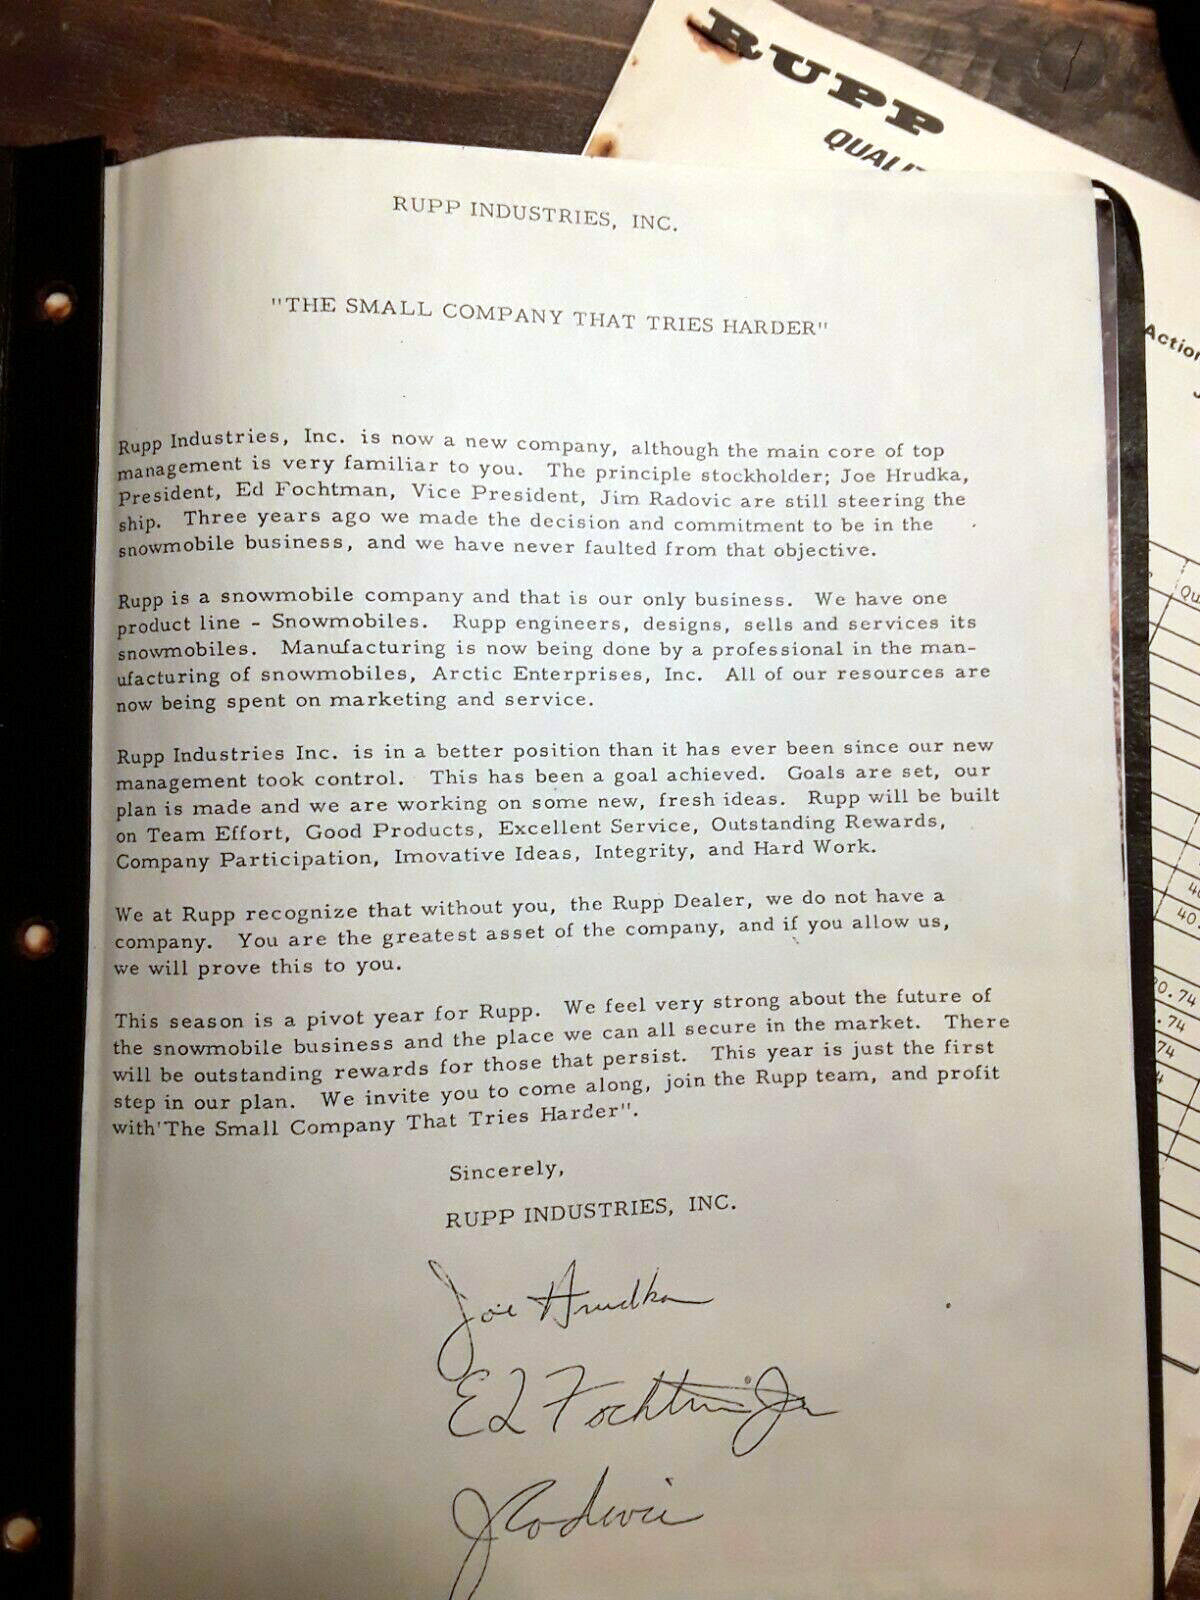 RUPP
QUALIT
RUPP INDUSTRIES, INC.
"THE SMALL COMPANY THAT TRIES HARDER"
Rupp Industries, Inc. is now a new company, although the main core of top
management is very familiar to you. The principle stockholder; Joe Hrudka,
President, Ed Fochtman, Vice President, Jim Radovic are still steering the
ship. Three years ago we made the decision and commitment to be in the
snowmobile business, and we have never faulted from that objective.
Rupp is a snowmobile company and that is our only business. We have one
product line - Snowmobiles. Rupp engineers, designs, sells and services its
snowmobiles. Manufacturing is now being done by a professional in the man-
ufacturing of snowmobiles, Arctic Enterprises, Inc. All of our resources are
now being spent on marketing and service.
Rupp Industries Inc. is in a better position than it has ever been since our new
management took control. This has been a goal achieved. Goals are set, our
plan is made and we are working on some new, fresh ideas. Rupp will be built
on Team Effort, Good Products, Excellent Service, Outstanding Rewards,
Company Participation, Imovative Ideas, Integrity, and Hard Work.
We at Rupp recognize that without you, the Rupp Dealer, we do not have a
company. You are the greatest asset of the company, and if you allow us,
we will prove this to you.
This season is a pivot year for Rupp. We feel very strong about the future of
the snowmobile business and the place we can all secure in the market. There
will be outstanding rewards for those that persist. This year is just the first
step in our plan. We invite you to come along, join the Rupp team, and profit
with'The Small Company That Tries Harder".
Sincerely,
RUPP INDUSTRIES, INC.
Joe Hrudka
Ed Fochtman Jr
J Radovic
Action
Qu
40
40.
.74
74